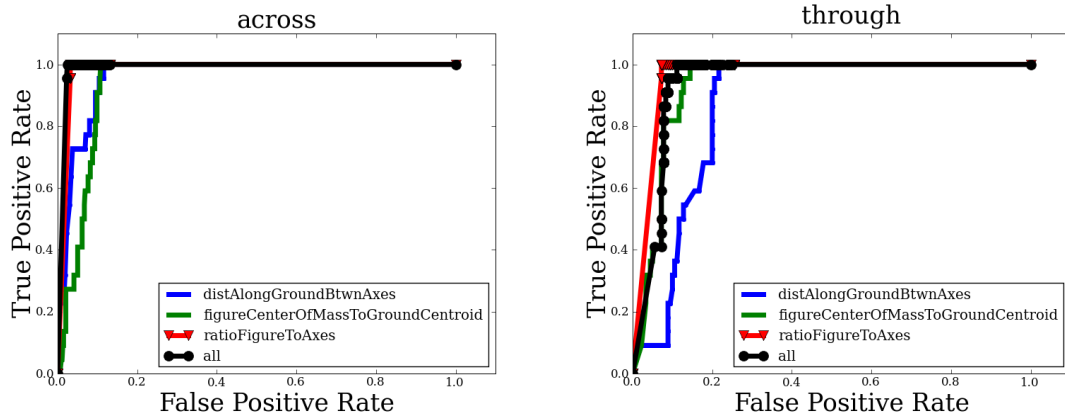 across
True Positive Rate
1.0
0.8
0.6
0.4
0.2
0.0
0.0 0.2 0.4 0.6 0.8 1.0
False Positive Rate
distAlongGroundBtwnAxes
figureCenterOfMassToGroundCentroid
ratioFigureToAxes
all
through
True Positive Rate
1.0
0.8
0.6
0.4
0.2
0.0
0.0 0.2 0.4 0.6 0.8 1.0
False Positive Rate
distAlongGroundBtwnAxes
figureCenterOfMassToGroundCentroid
ratioFigureToAxes
all